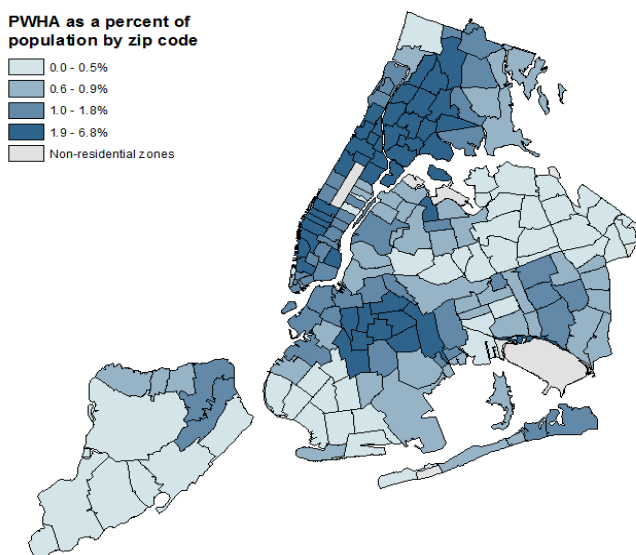 PWHA as a percent of
population by zip code
0.0 - 0.5%
0.6 - 0.9%
1.0 - 1.8%
1.9 - 6.8%
Non-residential zones